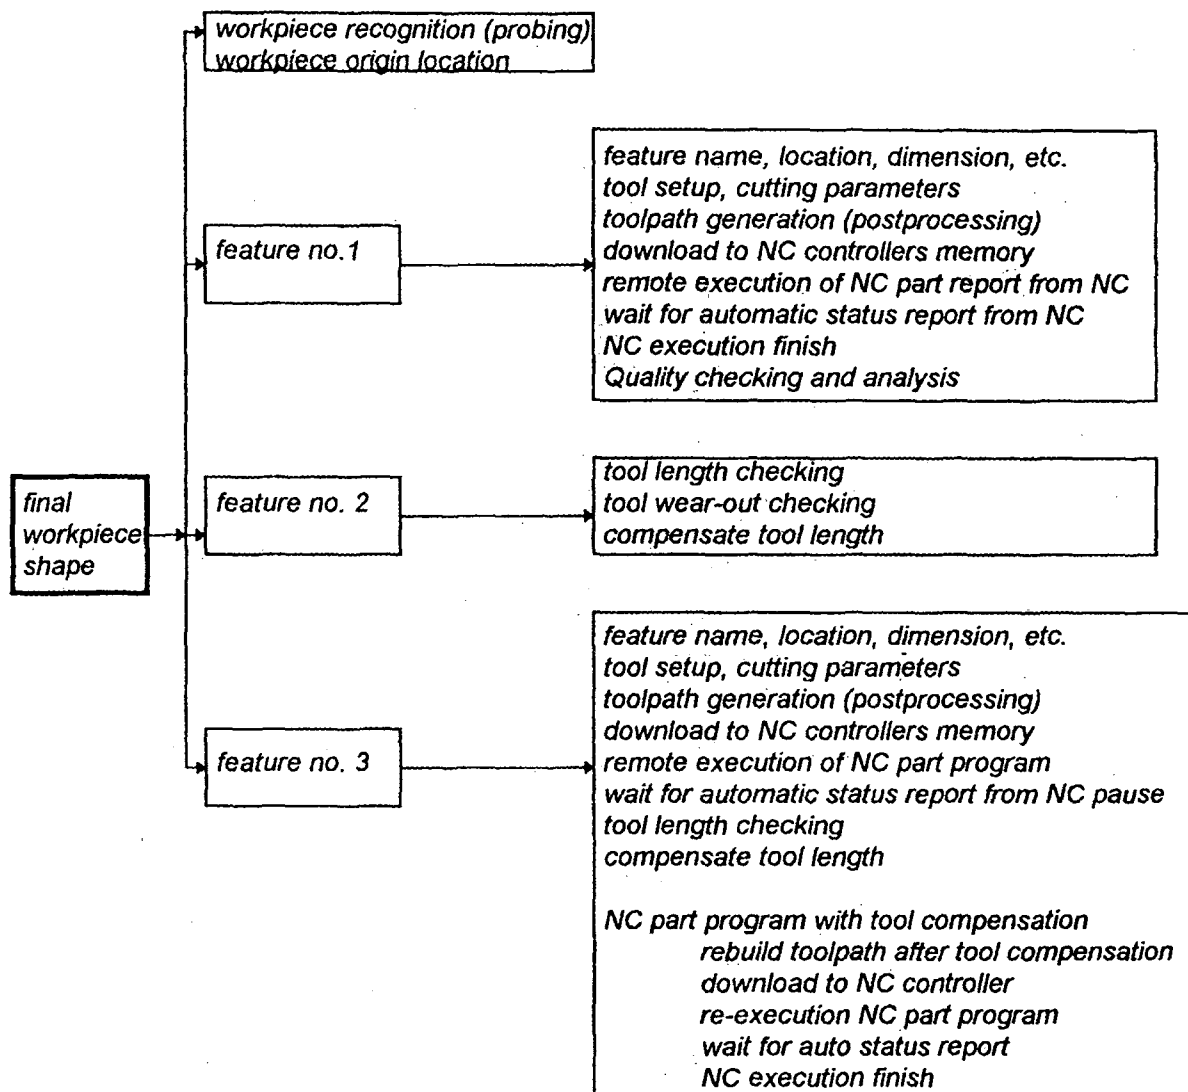 workpiece recognition (probing)
workpiece origin location
feature name, location, dimension, etc.
tool setup, cutting parameters
toolpath generation (postprocessing)
download to NC controllers memory
remote execution of NC part report from NC
wait for automatic status report from NC
NC execution finish
Quality checking and analysis
feature no.1
tool length checking
tool wear-out checking
compensate tool length
feature no. 2
final
workpiece
shape
feature name, location, dimension, etc.
tool setup, cutting parameters
toolpath generation (postprocessing)
download to NC controllers memory
remote execution of NC part program
wait for automatic status report from NC pause
tool length checking
compensate tool length
feature no. 3
NC part program with tool compensation
rebuild toolpath after tool compensation
download to NC controller
re-execution NC part program
wait for auto status report
NC execution finish